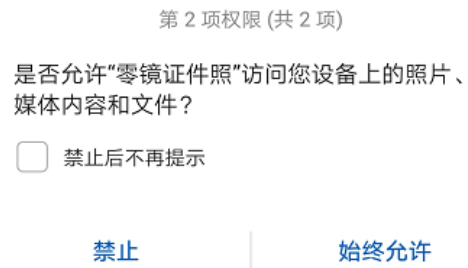 第 2 项权限 (共 2 项)
是否允许“零镜证件照”访问您设备上的照片、
媒体内容和文件？
禁止后不再提示
禁止
始终允许